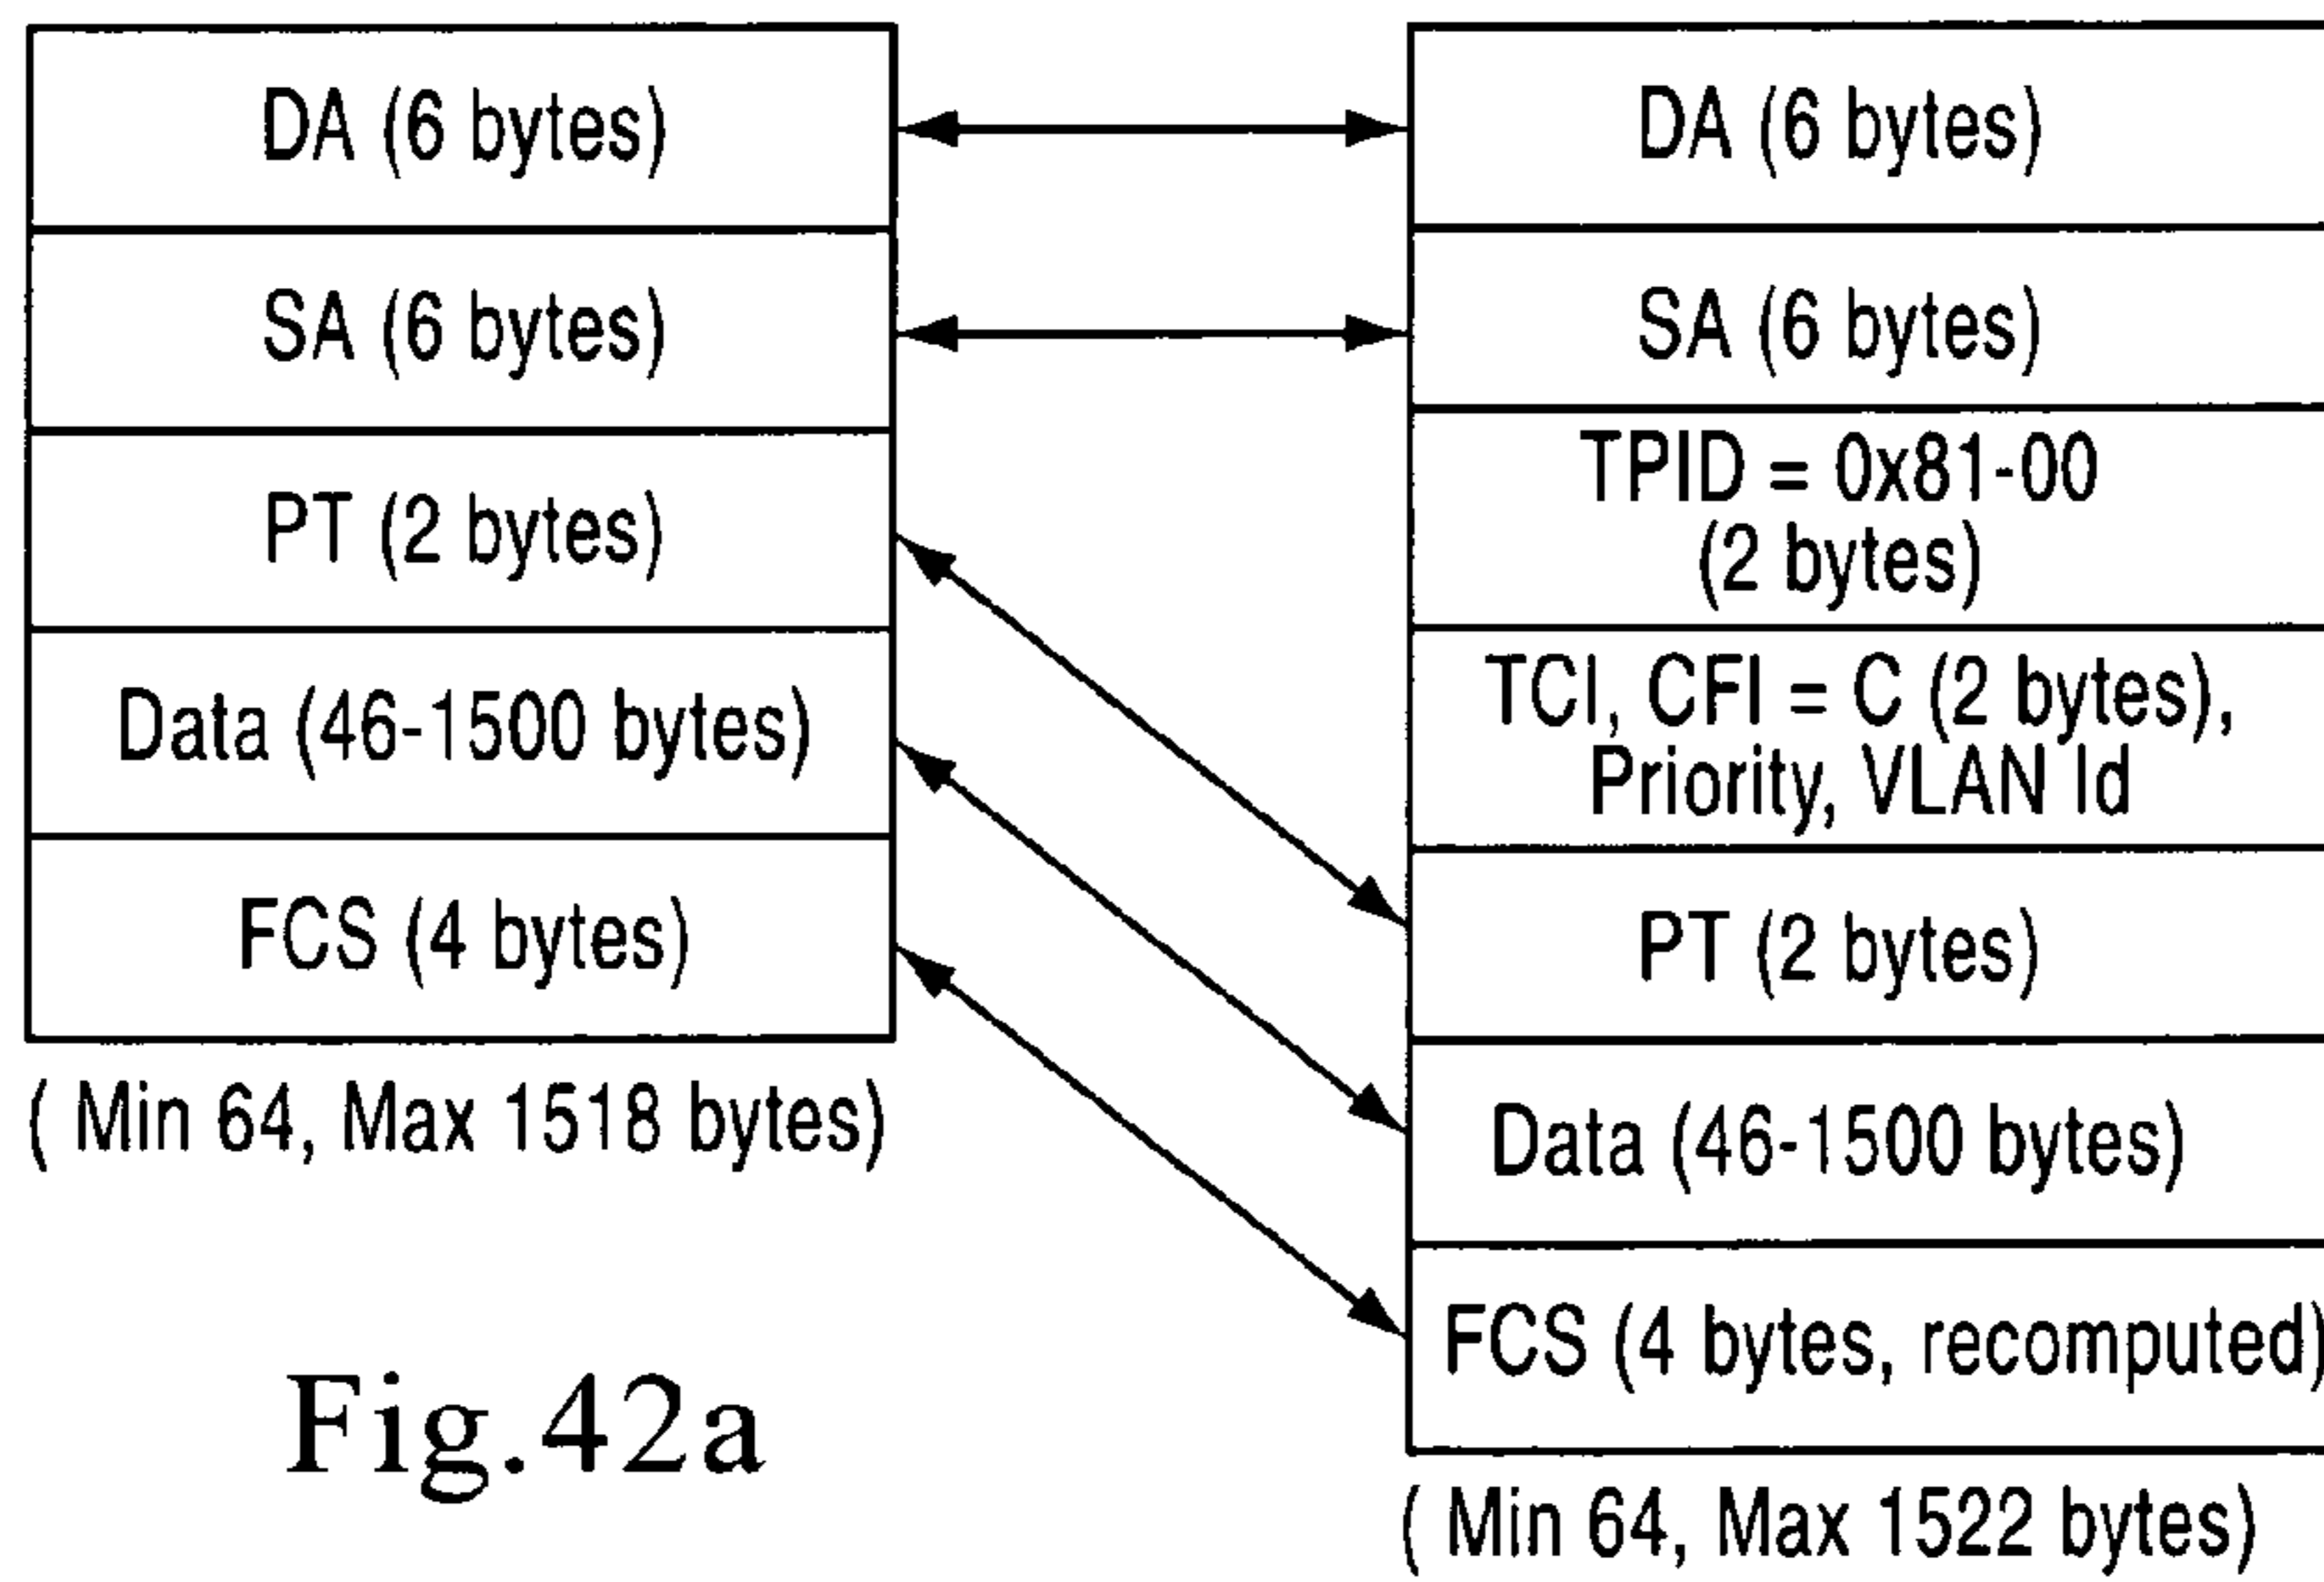 DA (6 bytes)
SA (6 bytes)
PT (2 bytes)
Data (46-1500 bytes)
FCS (4 bytes)
( Min 64, Max 1518 bytes)
DA (6 bytes)
SA (6 bytes)
TPID = 0x81-00
(2 bytes)
TCI, CFI = C (2 bytes),
Priority, VLAN Id
PT (2 bytes)
Data (46-1500 bytes)
FCS (4 bytes, recomputed)
( Min 64, Max 1522 bytes)
Fig.42a